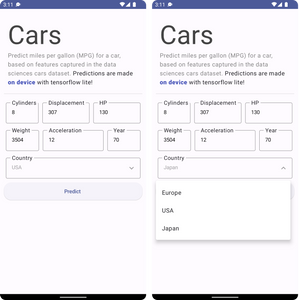 3:11
Cars
Predict miles per gallon (MPG) for a car,
based on features captured in the data
sciences cars dataset. Predictions are made
on device with tensorflow lite!
Cylinders Displacement HP
8 307 130
Weight Acceleration Year
3504 12 70
Country
USA
Predict
3:11
Cars
Predict miles per gallon (MPG) for a car,
based on features captured in the data
sciences cars dataset. Predictions are made
on device with tensorflow lite!
Cylinders Displacement HP
8 307 130
Weight Acceleration Year
3504 12 70
Country
Japan
Europe
USA
Japan